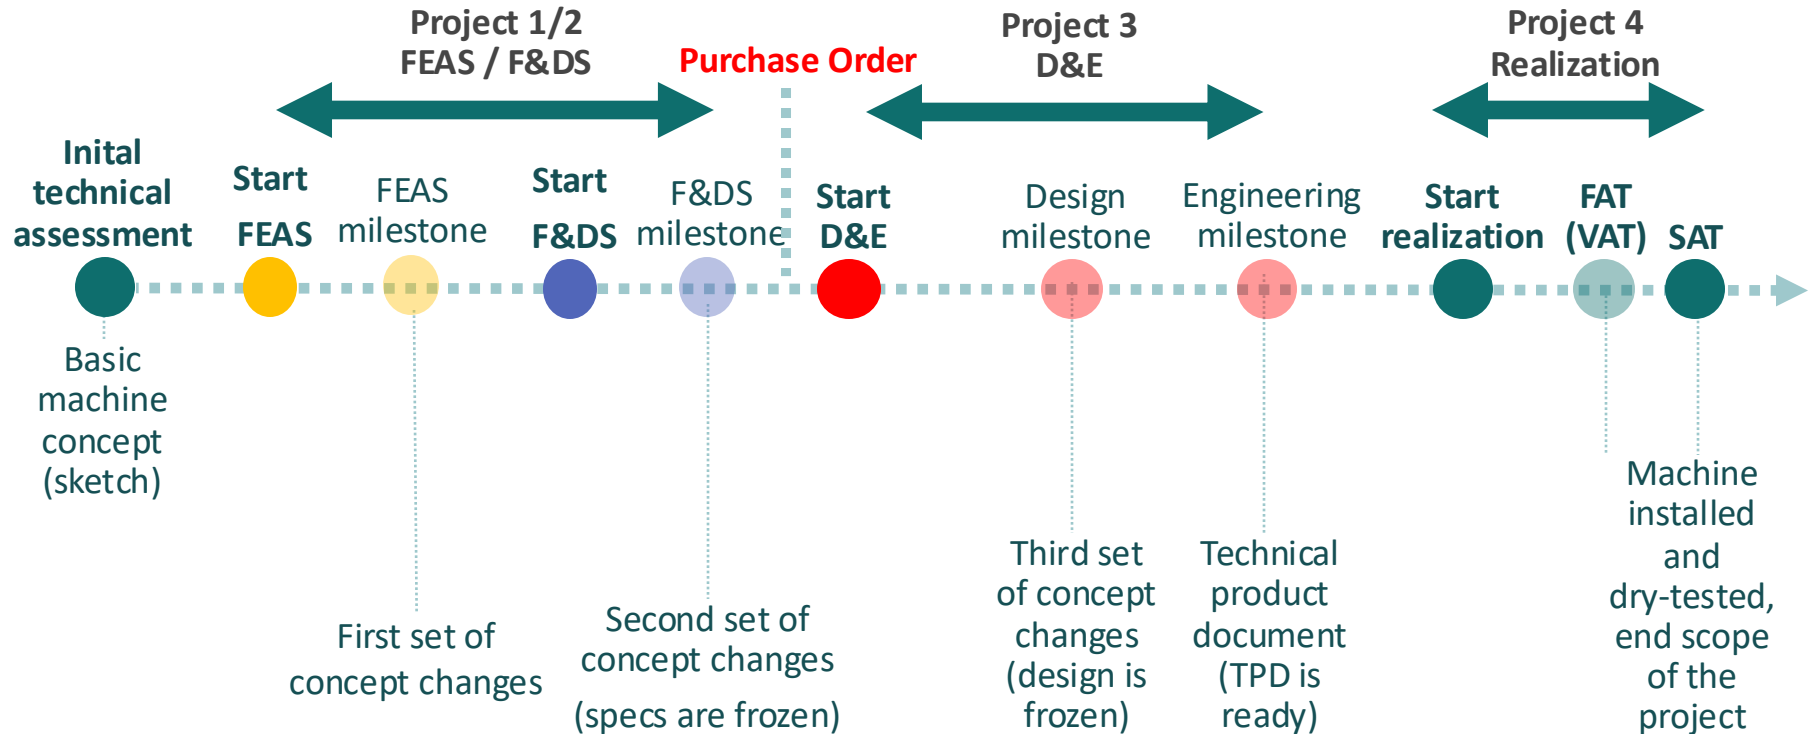 Project 1/2
FEAS / F&DS
Purchase Order
Project 3
D&E
Project 4
Realization
Inital
technical
assessment
Start
FEAS
FEAS
milestone
Start
F&DS
F&DS
milestone
Start
D&E
Design
milestone
Engineering
milestone
Start
realization
FAT
(VAT)
SAT
Basic
machine
concept
(sketch)
First set of
concept changes
Second set of
concept changes
(specs are frozen)
Third set
of concept
changes
(design is
frozen)
Technical
product
document
(TPD is
ready)
Machine
installed
and
dry-tested,
end scope
of the
project